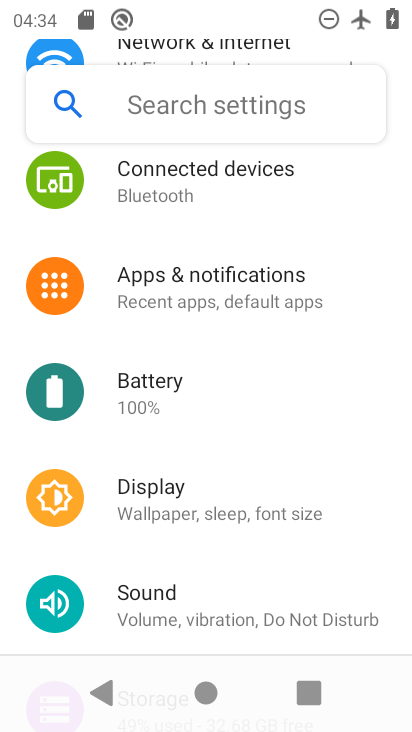 04:34
Network & internet
Search settings
Connected devices
Bluetooth
Apps & notifications
Recent apps, default apps
Battery
100%
Display
Wallpaper, sleep, font size
Sound
Volume, vibration, Do Not Disturb
Storage
49% used - 32.68 GB free